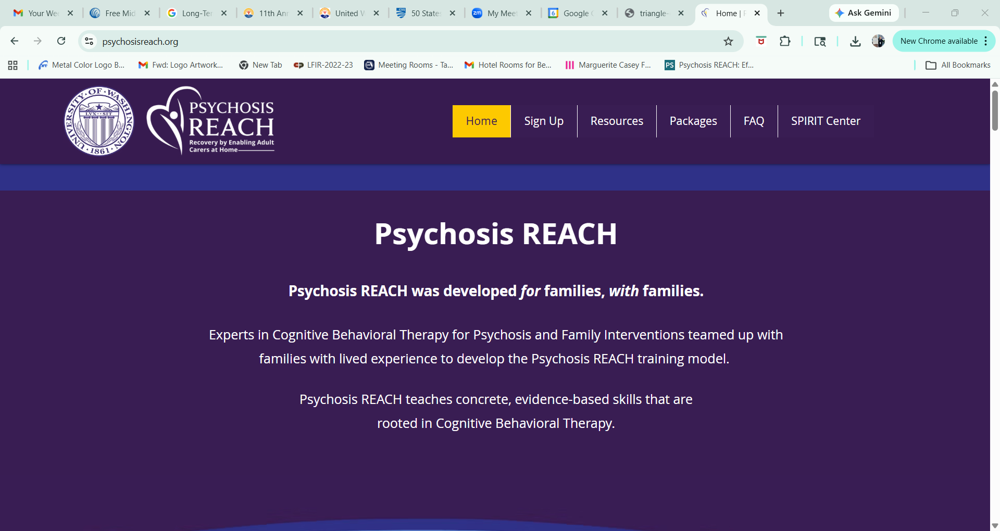 Your Wee
Free Mid
Long-Ter
11th Ann
United W
50 States
My Meet
Google C
triangle-
Home | P
Ask Gemini
psychosisreach.org
New Chrome available
Metal Color Logo B...
Fwd: Logo Artwork...
New Tab
LFIR-2022-23
Meeting Rooms - Ta...
Hotel Rooms for Be...
Marguerite Casey F...
PS
Psychosis REACH: Ef...
All Bookmarks
UNIVERSITY · OF · WASHINGTON
LVX SIT
· 1861 ·
PSYCHOSIS
REACH
Recovery by Enabling Adult
Carers at Home
Home
Sign Up
Resources
Packages
FAQ
SPIRIT Center
Psychosis REACH
Psychosis REACH was developed for families, with families.
Experts in Cognitive Behavioral Therapy for Psychosis and Family Interventions teamed up with
families with lived experience to develop the Psychosis REACH training model.
Psychosis REACH teaches concrete, evidence-based skills that are
rooted in Cognitive Behavioral Therapy.